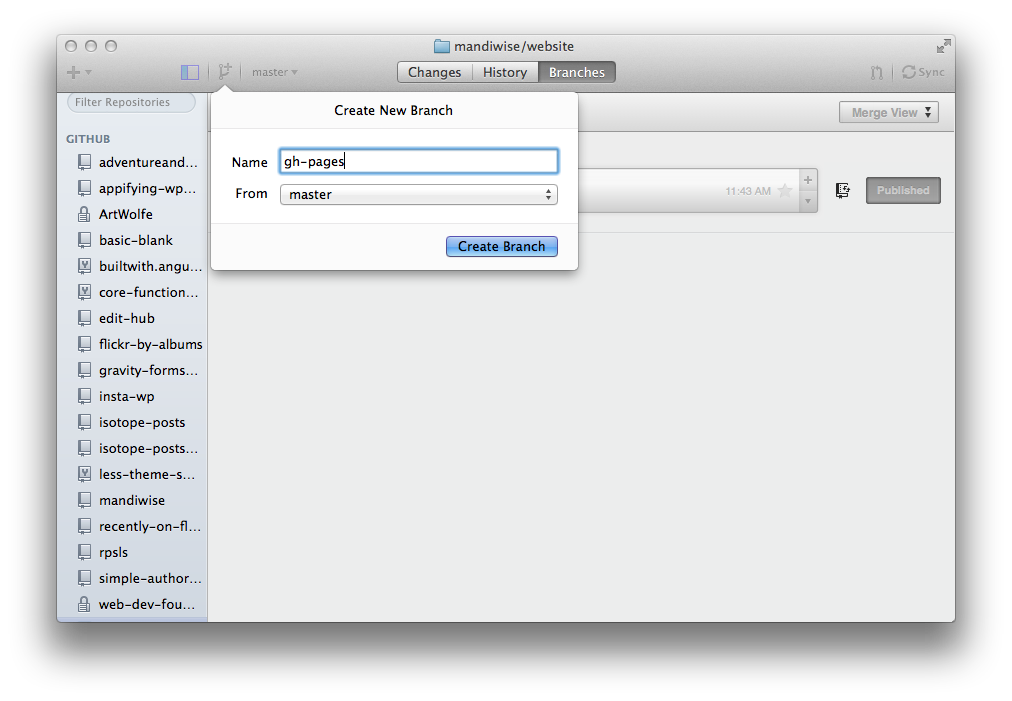 mandiwise/website
master
Changes
History
Branches
Sync
Filter Repositories
GITHUB
adventureand...
appifying-wp...
ArtWolfe
basic-blank
builtwith.angu...
core-function...
edit-hub
flickr-by-albums
gravity-forms...
insta-wp
isotope-posts
isotope-posts...
less-theme-s...
mandiwise
recently-on-fl...
rpsls
simple-author...
web-dev-fou...
Create New Branch
Name gh-pages
From master
Create Branch
Merge View
11:43 AM
Published